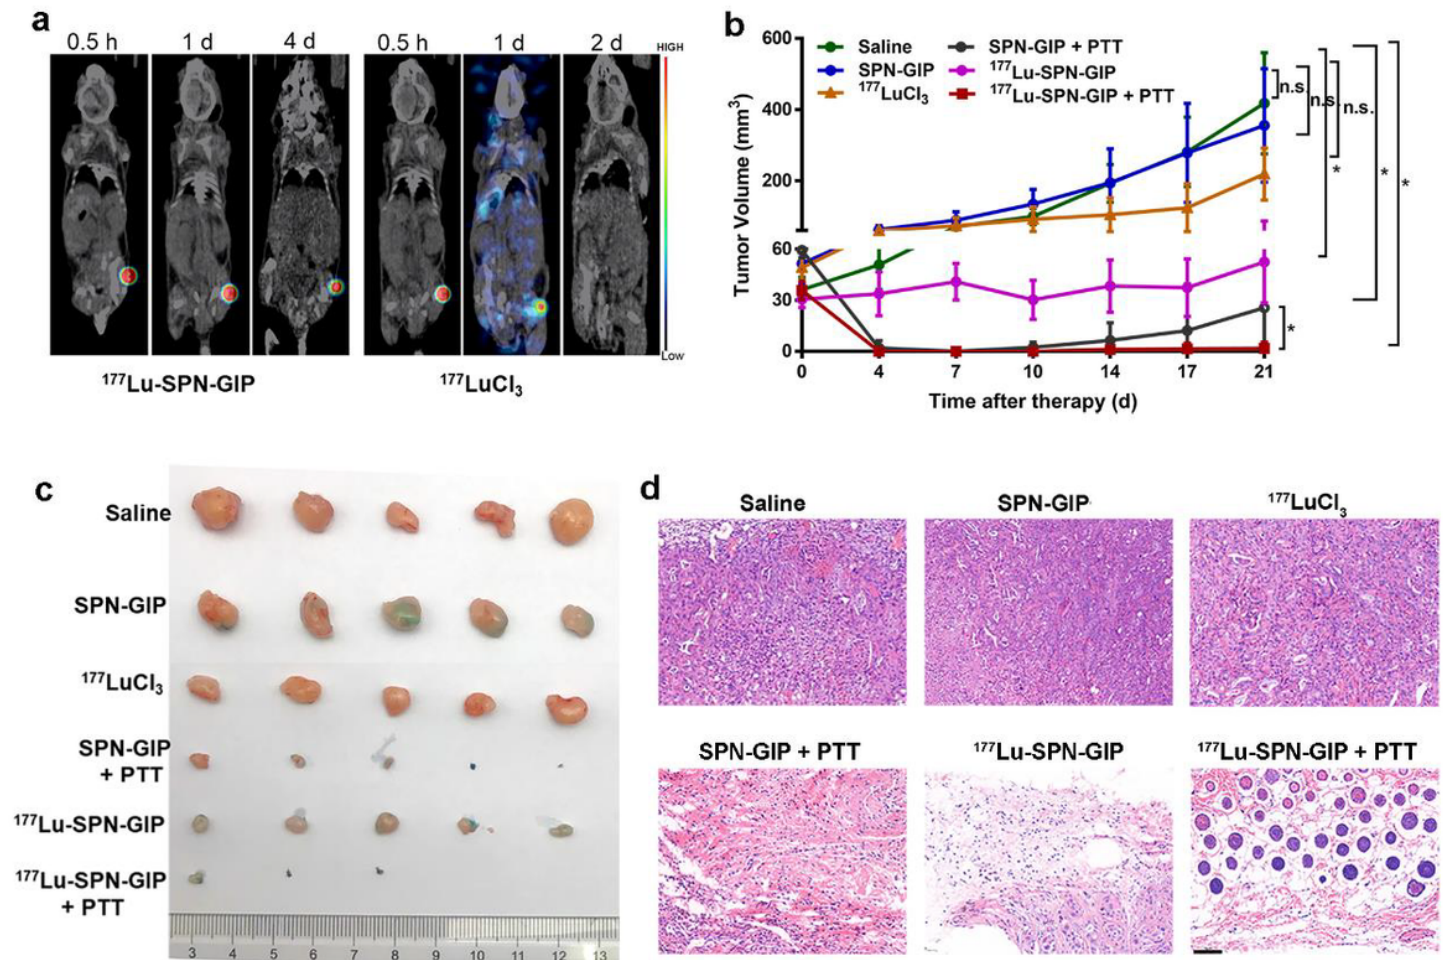 a
0.5 h 1 d 4 d 0.5 h 1 d 2 d
HIGH
Low
¹⁷⁷Lu-SPN-GIP ¹⁷⁷LuCl₃
b
Saline SPN-GIP + PTT
SPN-GIP ¹⁷⁷Lu-SPN-GIP
¹⁷⁷LuCl₃ ¹⁷⁷Lu-SPN-GIP + PTT
Tumor Volume (mm³)
600
400
200
60
30
0
0 4 7 10 14 17 21
Time after therapy (d)
n.s.
n.s.
n.s.
*
*
*
*
c
Saline
SPN-GIP
¹⁷⁷LuCl₃
SPN-GIP
+ PTT
¹⁷⁷Lu-SPN-GIP
¹⁷⁷Lu-SPN-GIP
+ PTT
3 4 5 6 7 8 9 10 11 12 13
d
Saline SPN-GIP ¹⁷⁷LuCl₃
SPN-GIP + PTT ¹⁷⁷Lu-SPN-GIP ¹⁷⁷Lu-SPN-GIP + PTT